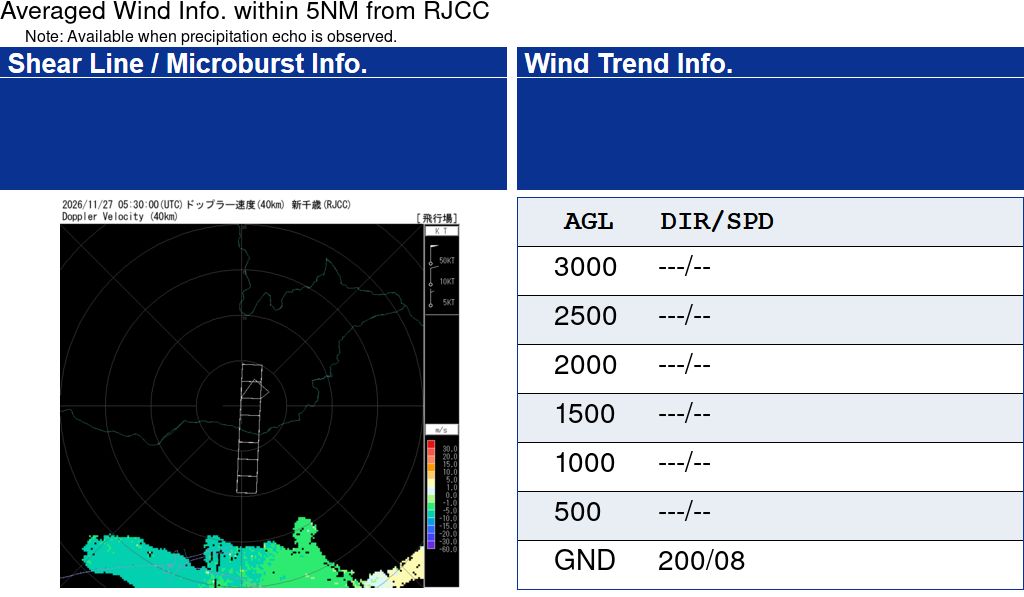 Averaged Wind Info. within 5NM from RJCC
Note: Available when precipitation echo is observed.
Shear Line / Microburst Info.
Wind Trend Info.
2026/11/27 05:30:00(UTC) ドップラー速度(40km) 新千歳(RJCC)
Doppler Velocity (40km)
[飛行場]
KT
50KT
10KT
5KT
m/s
30.0
20.0
15.0
10.0
5.0
1.0
0.0
-1.0
-5.0
-10.0
-15.0
-20.0
-30.0
-60.0
AGL DIR/SPD
3000 ---/--
2500 ---/--
2000 ---/--
1500 ---/--
1000 ---/--
500 ---/--
GND 200/08